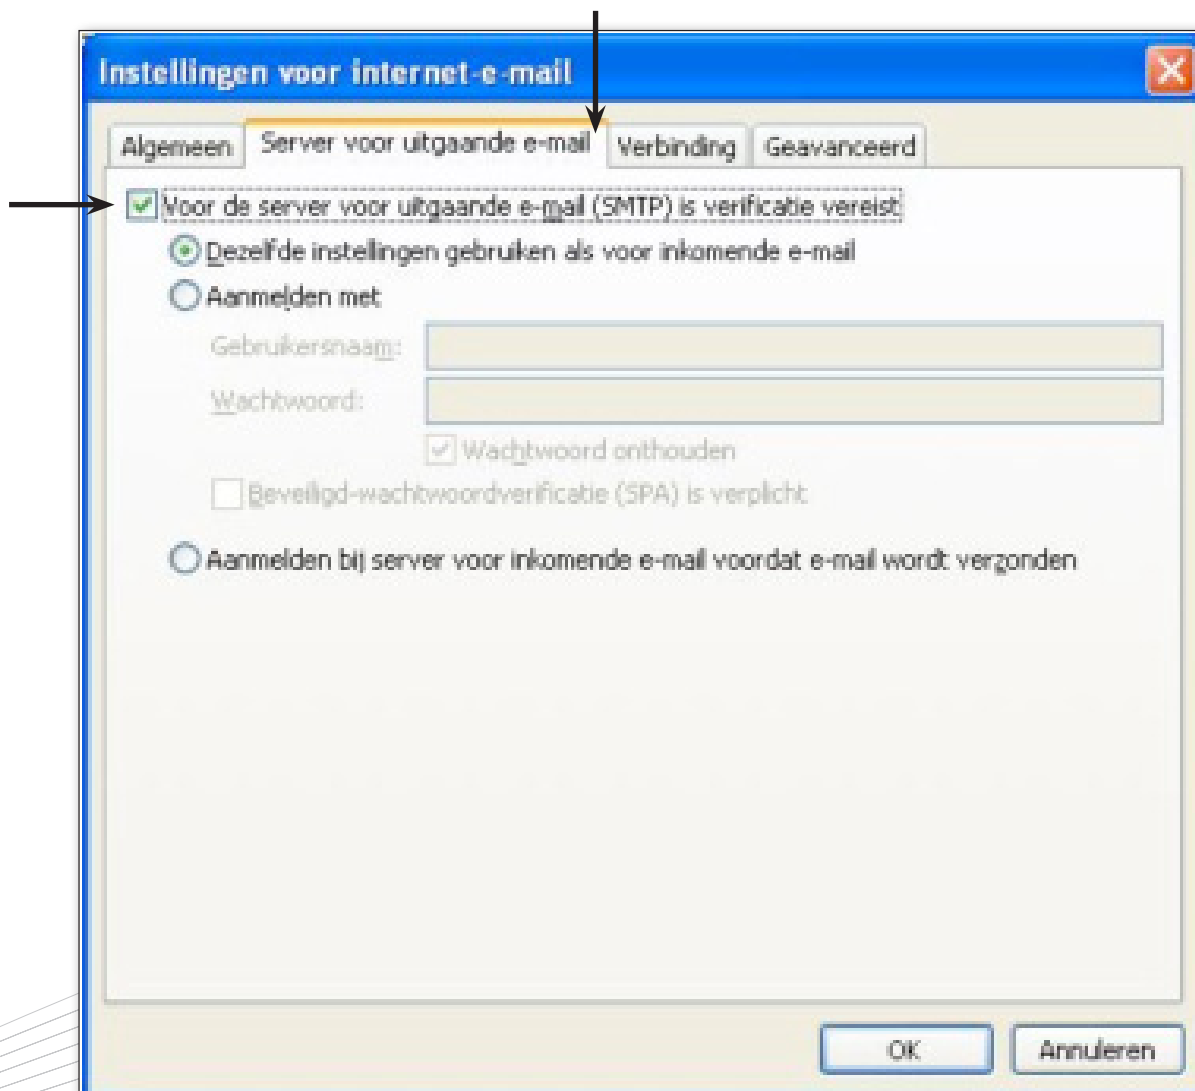 Instellingen voor internet-e-mail
Algemeen Server voor uitgaande e-mail Verbinding Geavanceerd
Voor de server voor uitgaande e-mail (SMTP) is verificatie vereist
Dezelfde instellingen gebruiken als voor inkomende e-mail
Aanmelden met
Gebruikersnaam:
Wachtwoord:
Wachtwoord onthouden
Beveiligd-wachtwoordverificatie (SPA) is verplicht
Aanmelden bij server voor inkomende e-mail voordat e-mail wordt verzonden
OK Annuleren